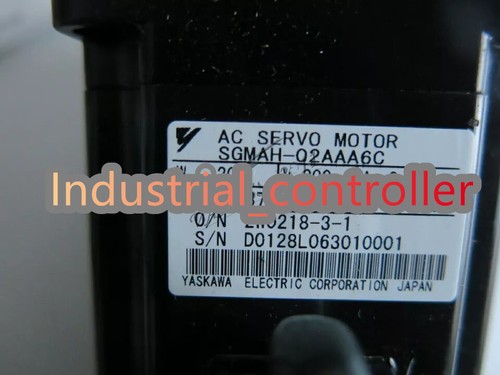 AC SERVO MOTOR
SGMAH-02AAA6C
Industrial_controller
O/N
S/N D0128L063010001
YASKAWA ELECTRIC CORPORATION JAPAN